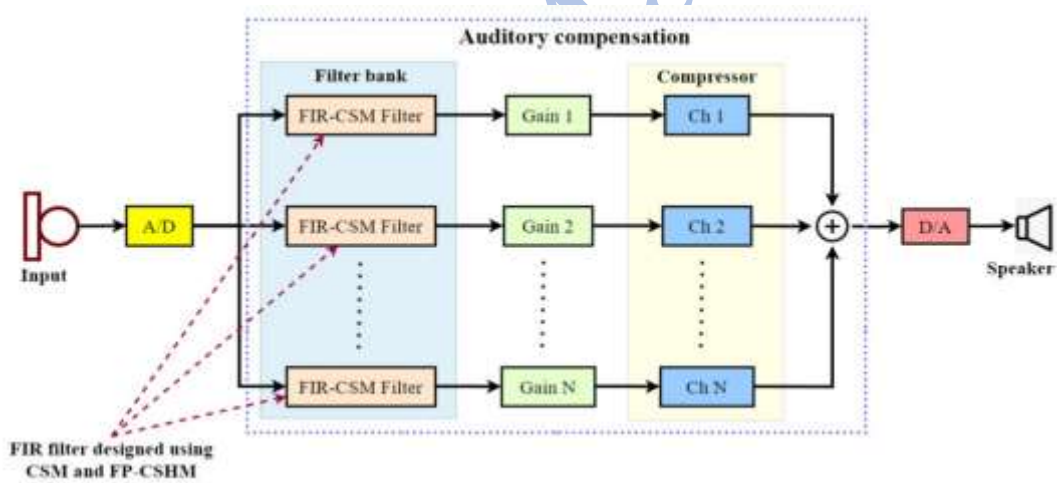 Auditory compensation
Filter bank
Compressor
FIR-CSM Filter
Gain 1
Ch 1
A/D
FIR-CSM Filter
Gain 2
Ch 2
+
D/A
Input
Speaker
FIR-CSM Filter
Gain N
Ch N
FIR filter designed using
CSM and FP-CSHM